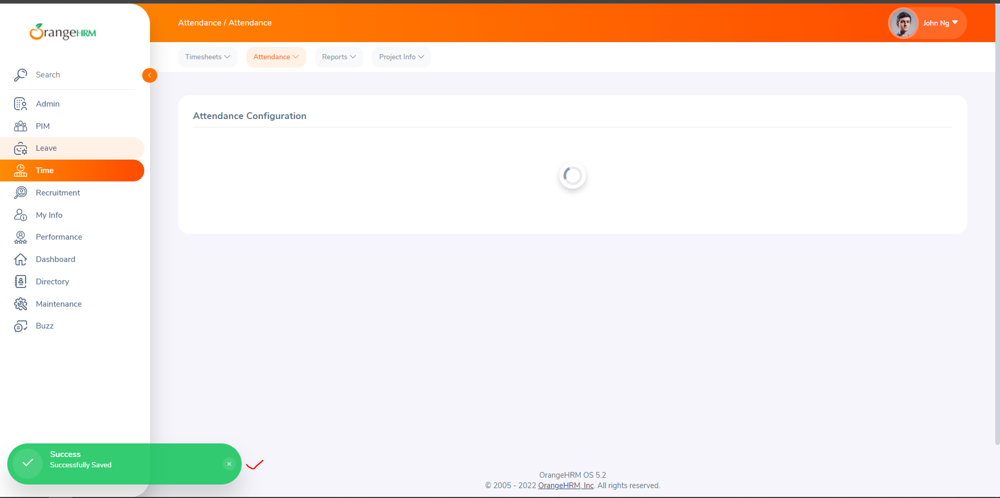 OrangeHRM
Attendance / Attendance
John Ng
Timesheets
Attendance
Reports
Project Info
Search
Admin
PIM
Leave
Time
Recruitment
My Info
Performance
Dashboard
Directory
Maintenance
Buzz
Attendance Configuration
Success
Successfully Saved
OrangeHRM OS 5.2
© 2005 - 2022 OrangeHRM, Inc. All rights reserved.